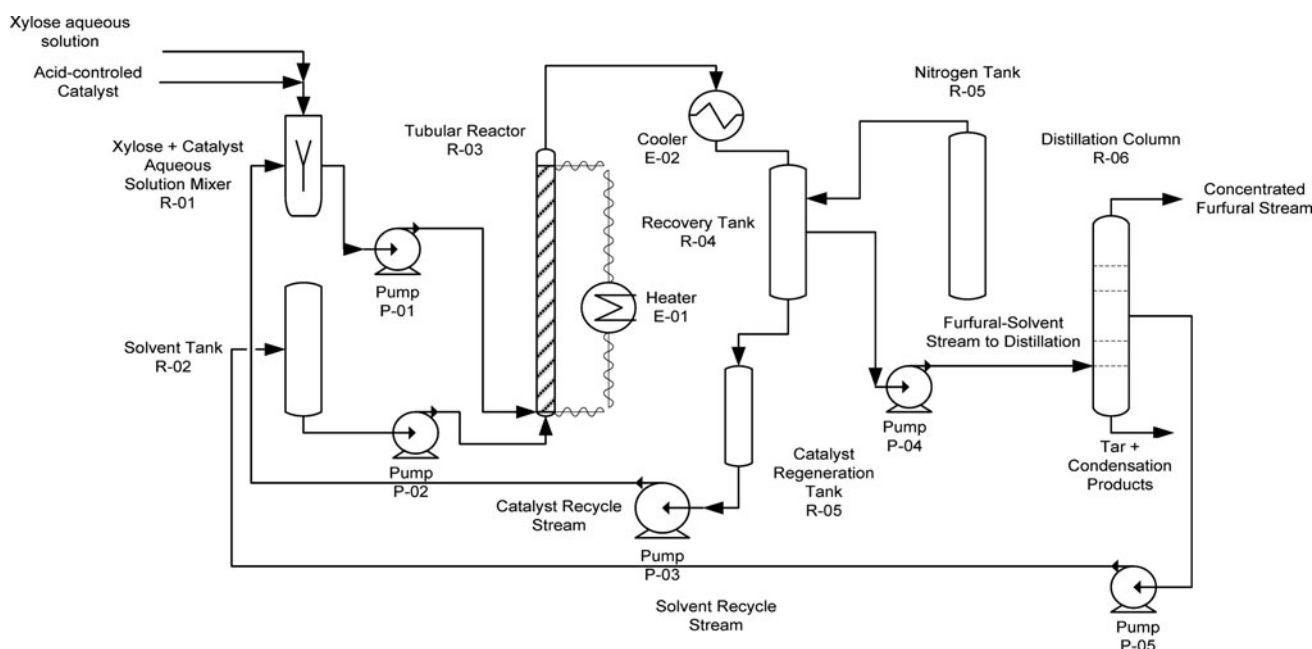 Xylose aqueous
solution
Acid-controled
Catalyst
Xylose + Catalyst
Aqueous
Solution Mixer
R-01
Solvent Tank
R-02
Pump
P-01
Pump
P-02
Tubular Reactor
R-03
Heater
E-01
Cooler
E-02
Recovery Tank
R-04
Nitrogen Tank
R-05
Distillation Column
R-06
Concentrated
Furfural Stream
Furfural-Solvent
Stream to Distillation
Pump
P-04
Tar +
Condensation
Products
Catalyst
Regeneration
Tank
R-05
Catalyst Recycle
Stream
Pump
P-03
Solvent Recycle
Stream
Pump
P-05